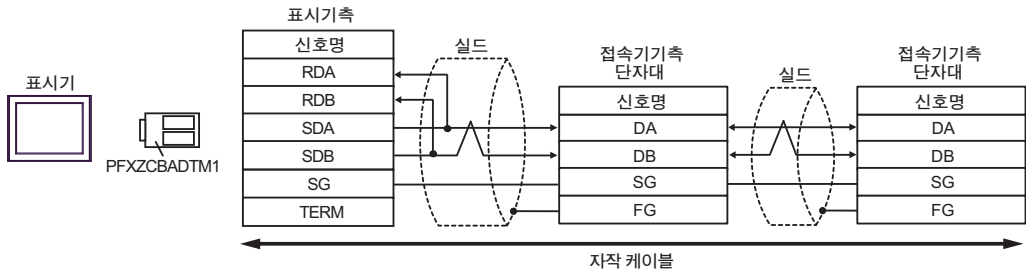 표시기
PFXZCBADTM1
표시기측
신호명
RDA
RDB
SDA
SDB
SG
TERM
실드
접속기기측
단자대
신호명
DA
DB
SG
FG
실드
접속기기측
단자대
신호명
DA
DB
SG
FG
자작 케이블